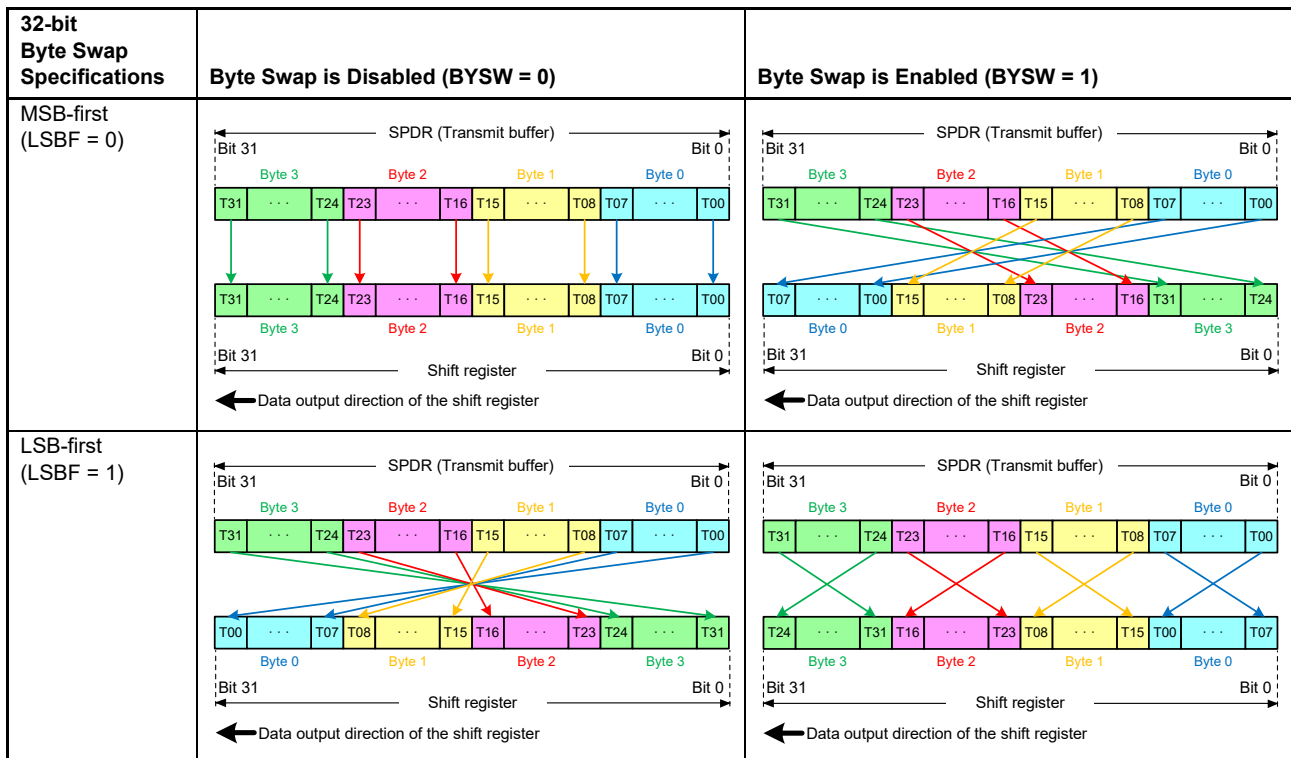 32-bit
Byte Swap
Specifications
Byte Swap is Disabled (BYSW = 0)
Byte Swap is Enabled (BYSW = 1)
MSB-first
(LSBF = 0)
SPDR (Transmit buffer)
Bit 31 Bit 0
Byte 3 Byte 2 Byte 1 Byte 0
T31 · · · T24 T23 · · · T16 T15 · · · T08 T07 · · · T00
T31 · · · T24 T23 · · · T16 T15 · · · T08 T07 · · · T00
Byte 3 Byte 2 Byte 1 Byte 0
Bit 31 Bit 0
Shift register
Data output direction of the shift register
SPDR (Transmit buffer)
Bit 31 Bit 0
Byte 3 Byte 2 Byte 1 Byte 0
T31 · · · T24 T23 · · · T16 T15 · · · T08 T07 · · · T00
T07 · · · T00 T15 · · · T08 T23 · · · T16 T31 · · · T24
Byte 0 Byte 1 Byte 2 Byte 3
Bit 31 Bit 0
Shift register
Data output direction of the shift register
LSB-first
(LSBF = 1)
SPDR (Transmit buffer)
Bit 31 Bit 0
Byte 3 Byte 2 Byte 1 Byte 0
T31 · · · T24 T23 · · · T16 T15 · · · T08 T07 · · · T00
T00 · · · T07 T08 · · · T15 T16 · · · T23 T24 · · · T31
Byte 0 Byte 1 Byte 2 Byte 3
Bit 31 Bit 0
Shift register
Data output direction of the shift register
SPDR (Transmit buffer)
Bit 31 Bit 0
Byte 3 Byte 2 Byte 1 Byte 0
T31 · · · T24 T23 · · · T16 T15 · · · T08 T07 · · · T00
T24 · · · T31 T16 · · · T23 T08 · · · T15 T00 · · · T07
Byte 3 Byte 2 Byte 1 Byte 0
Bit 31 Bit 0
Shift register
Data output direction of the shift register